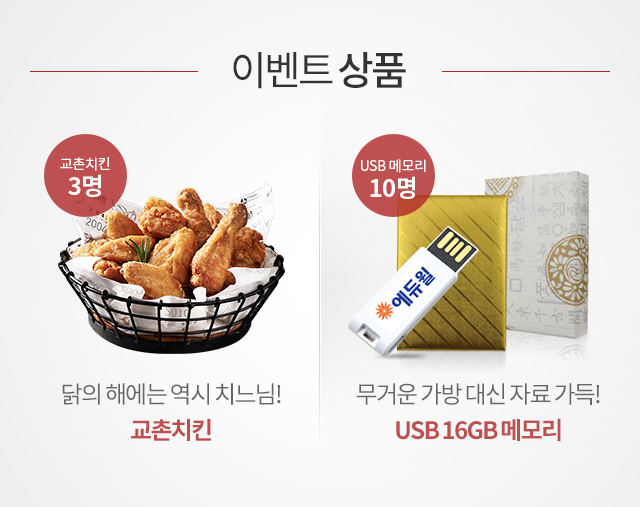 이벤트 상품
교촌치킨
3명
USB 메모리
10명
에듀윌
닭의 해에는 역시 치느님!
교촌치킨
무거운 가방 대신 자료 가득!
USB 16GB 메모리